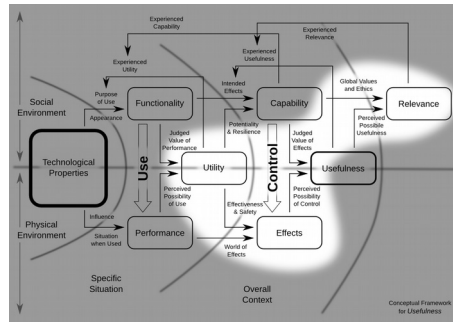 Experienced
Capability
Experienced
Relevance
Experienced
Utility
Experienced
Usefulness
Purpose
of Use
Appearance
Intended
Effects
Global Values
and Ethics
Social
Environment
Functionality
Capability
Relevance
Judged
Value of
Performance
Potentiality
& Resilience
Judged
Value of
Effects
Perceived
Possibile
Usefulness
Technological
Properties
Use
Utility
Control
Usefulness
Perceived
Possibility
of Use
Effectiveness
& Safety
Perceived
Possibility
of Control
Physical
Environment
Influence
Situation
when Used
Performance
World of
Effects
Effects
Specific
Situation
Overall
Context
Conceptual Framework
for Usefulness